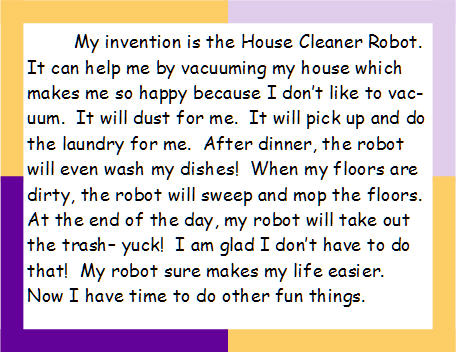 My invention is the House Cleaner Robot.
It can help me by vacuuming my house which
makes me so happy because I don't like to vac-
uum.  It will dust for me.  It will pick up and do
the laundry for me.  After dinner, the robot
will even wash my dishes!  When my floors are
dirty, the robot will sweep and mop the floors.
At the end of the day, my robot will take out
the trash– yuck!  I am glad I don't have to do
that!  My robot sure makes my life easier.
Now I have time to do other fun things.